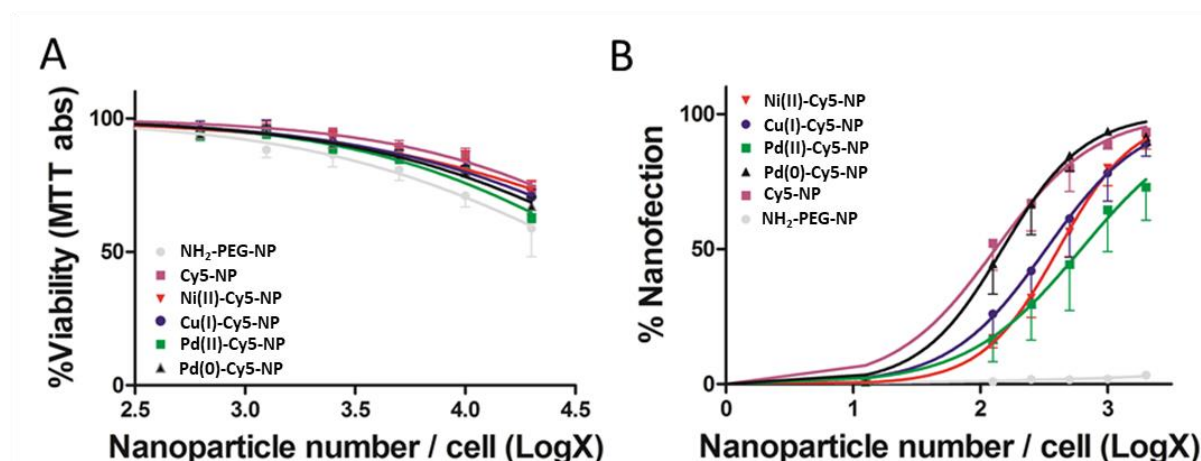 A
%Viability (MTT abs)
100
50
0
NH₂-PEG-NP
Cy5-NP
Ni(II)-Cy5-NP
Cu(I)-Cy5-NP
Pd(II)-Cy5-NP
Pd(0)-Cy5-NP
2.5 3.0 3.5 4.0 4.5
Nanoparticle number / cell (LogX)
B
% Nanofection
100
50
0
Ni(II)-Cy5-NP
Cu(I)-Cy5-NP
Pd(II)-Cy5-NP
Pd(0)-Cy5-NP
Cy5-NP
NH₂-PEG-NP
0 1 2 3
Nanoparticle number / cell (LogX)